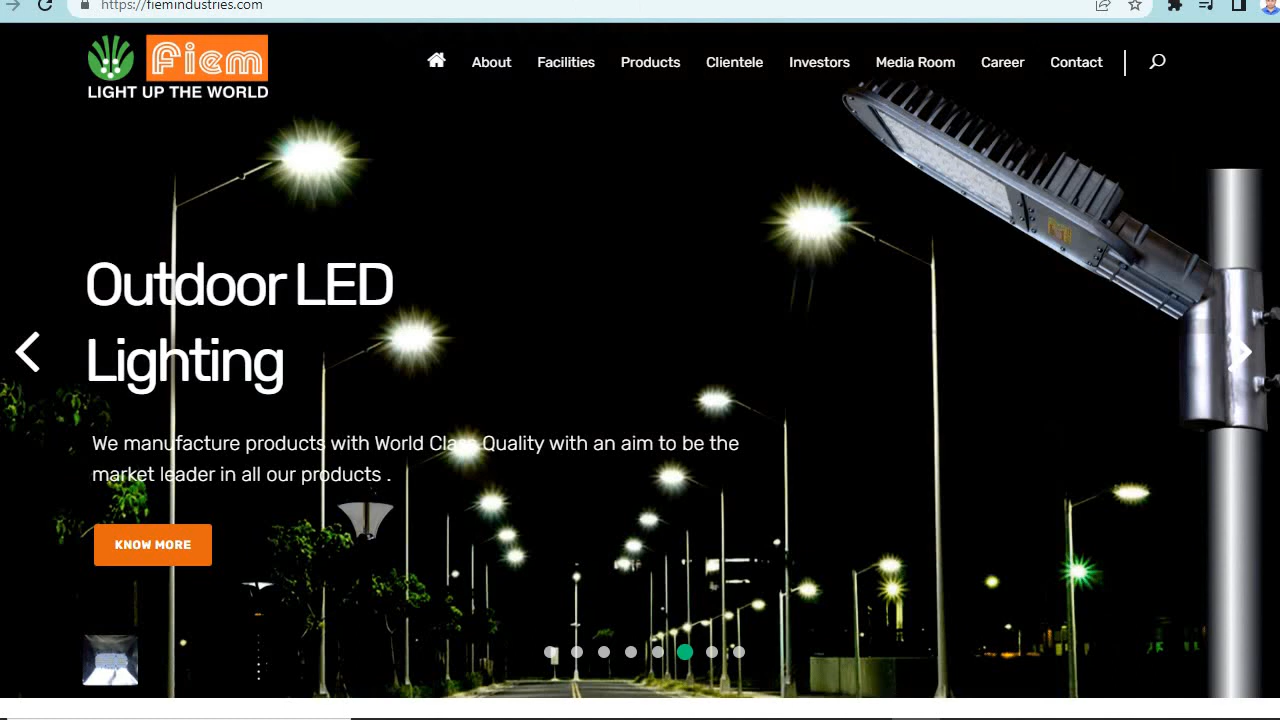 https://fiemindustries.com
Fiem
LIGHT UP THE WORLD
About Facilities Products Clientele Investors Media Room Career Contact
Outdoor LED
Lighting
We manufacture products with World Class Quality with an aim to be the
market leader in all our products .
KNOW MORE